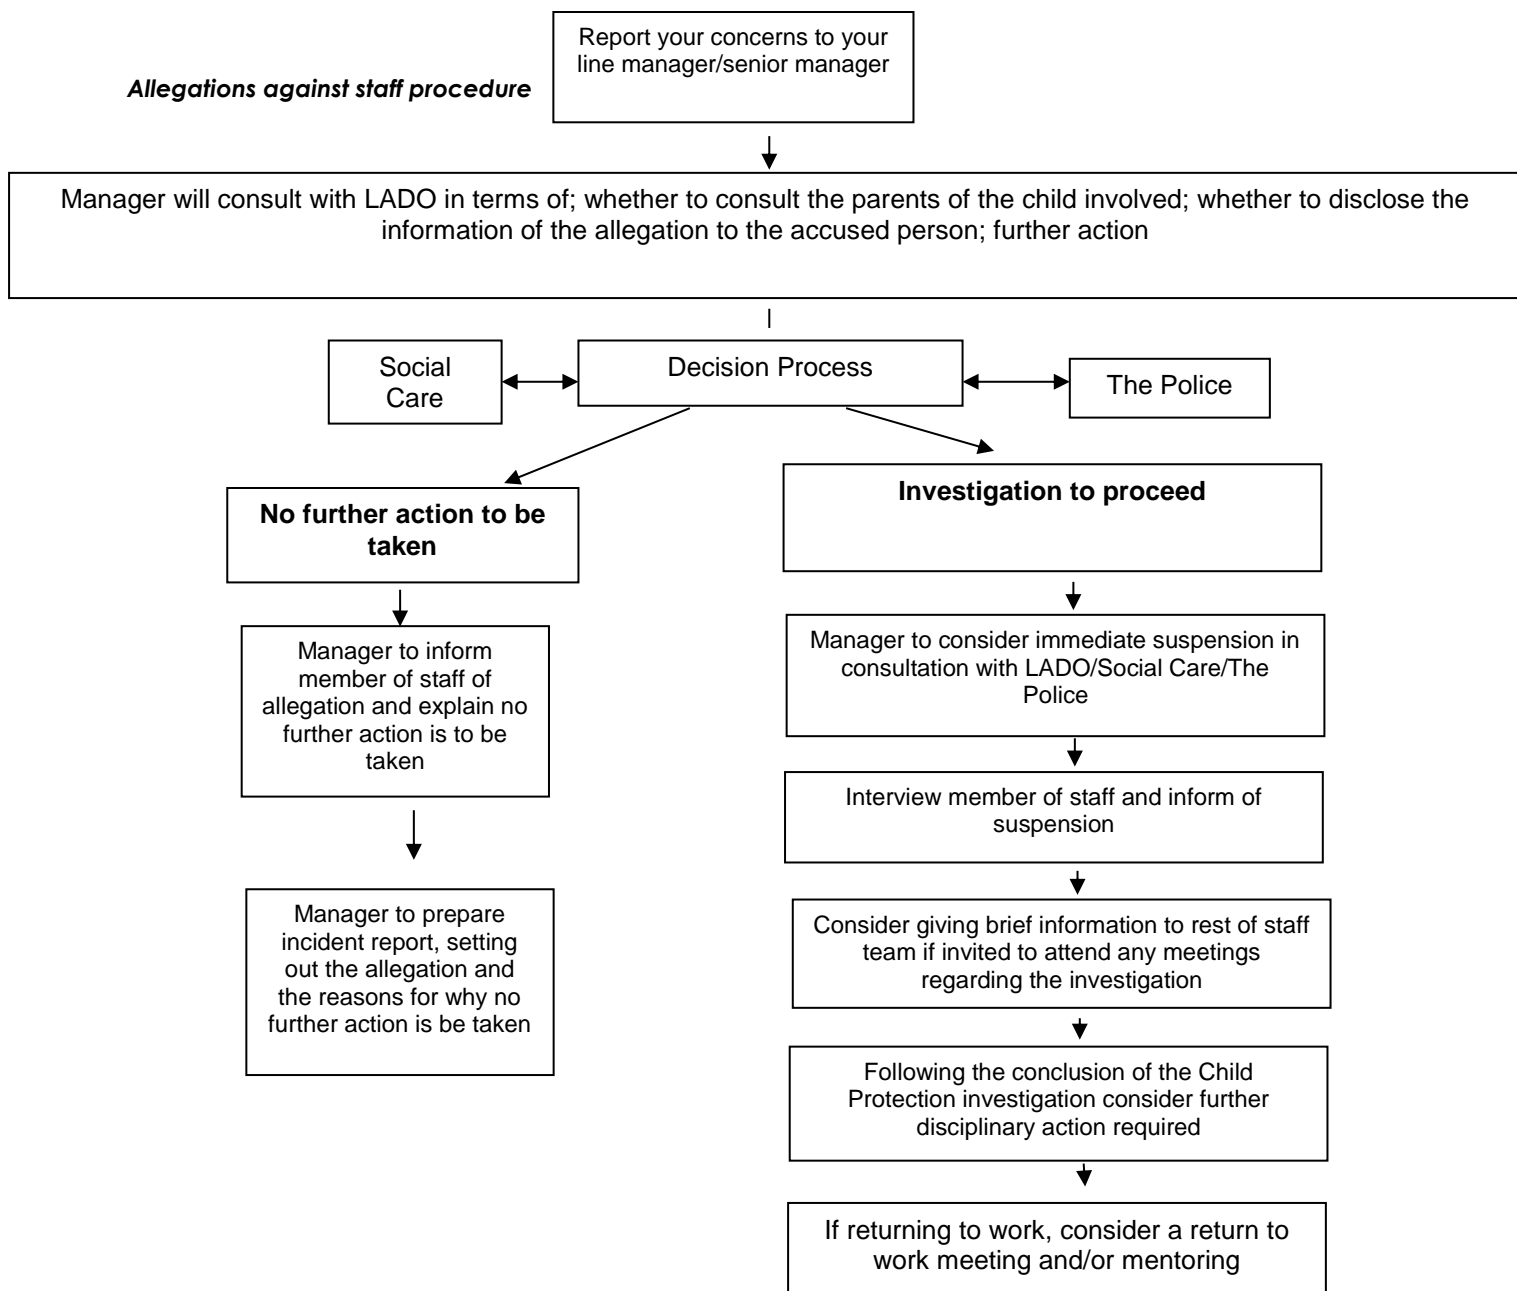 Report your concerns to your
line manager/senior manager
Allegations against staff procedure
Manager will consult with LADO in terms of; whether to consult the parents of the child involved; whether to disclose the
information of the allegation to the accused person; further action
Social
Care
Decision Process
The Police
No further action to be
taken
Manager to inform
member of staff of
allegation and explain no
further action is to be
taken
Manager to prepare
incident report, setting
out the allegation and
the reasons for why no
further action is be taken
Investigation to proceed
Manager to consider immediate suspension in
consultation with LADO/Social Care/The
Police
Interview member of staff and inform of
suspension
Consider giving brief information to rest of staff
team if invited to attend any meetings
regarding the investigation
Following the conclusion of the Child
Protection investigation consider further
disciplinary action required
If returning to work, consider a return to
work meeting and/or mentoring